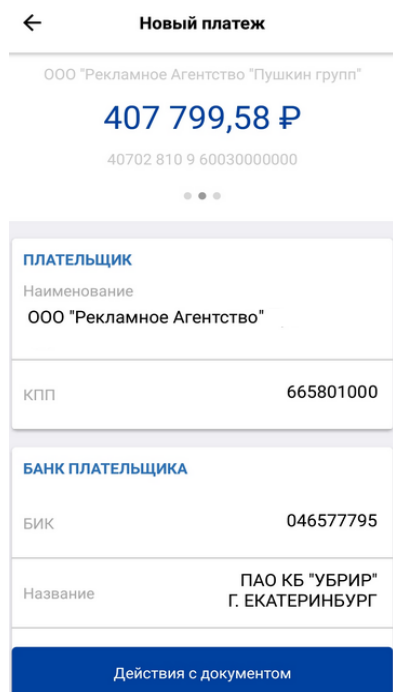 Новый платеж
ООО "Рекламное Агентство "Пушкин групп"
407 799,58 ₽
40702 810 9 60030000000
ПЛАТЕЛЬЩИК
Наименование
ООО "Рекламное Агентство"
КПП 665801000
БАНК ПЛАТЕЛЬЩИКА
БИК 046577795
Название ПАО КБ "УБРИР"
Г. ЕКАТЕРИНБУРГ
Действия с документом